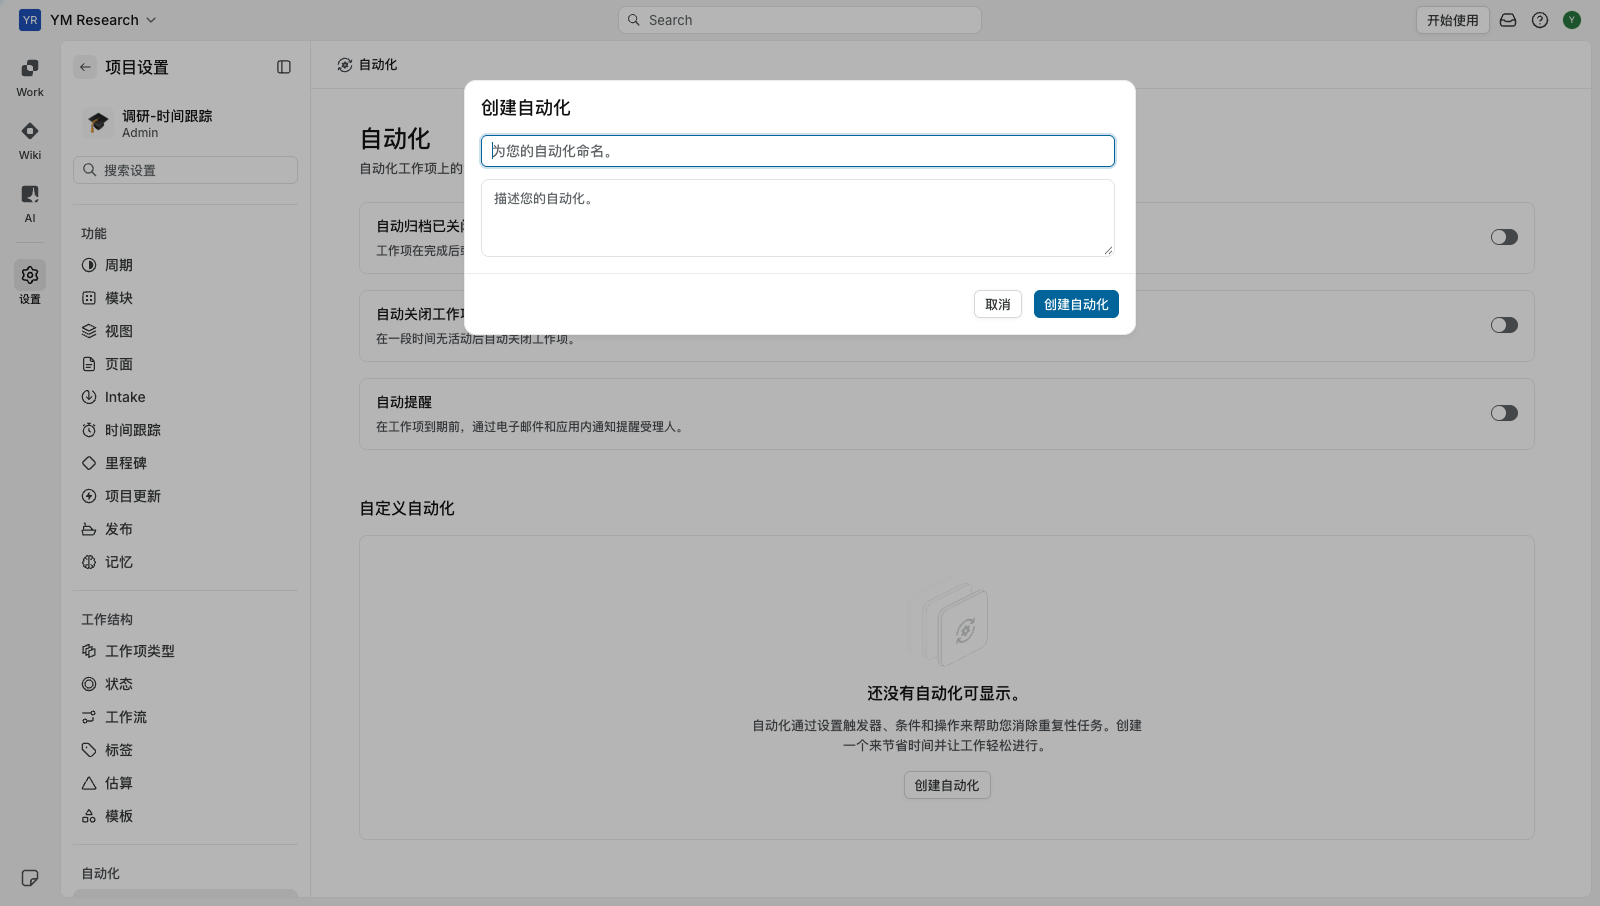 YR YM Research
Search
开始使用
Y
Work
Wiki
AI
设置
项目设置
调研-时间跟踪
Admin
搜索设置
功能
周期
模块
视图
页面
Intake
时间跟踪
里程碑
项目更新
发布
记忆
工作结构
工作项类型
状态
工作流
标签
估算
模板
自动化
自动化
自动化
自动化工作项上的
创建自动化
为您的自动化命名。
描述您的自动化。
取消
创建自动化
自动归档已关
工作项在完成后
自动关闭工作
在一段时间无活动后自动关闭工作项。
自动提醒
在工作项到期前，通过电子邮件和应用内通知提醒受理人。
自定义自动化
还没有自动化可显示。
自动化通过设置触发器、条件和操作来帮助您消除重复性任务。创建
一个来节省时间并让工作轻松进行。
创建自动化